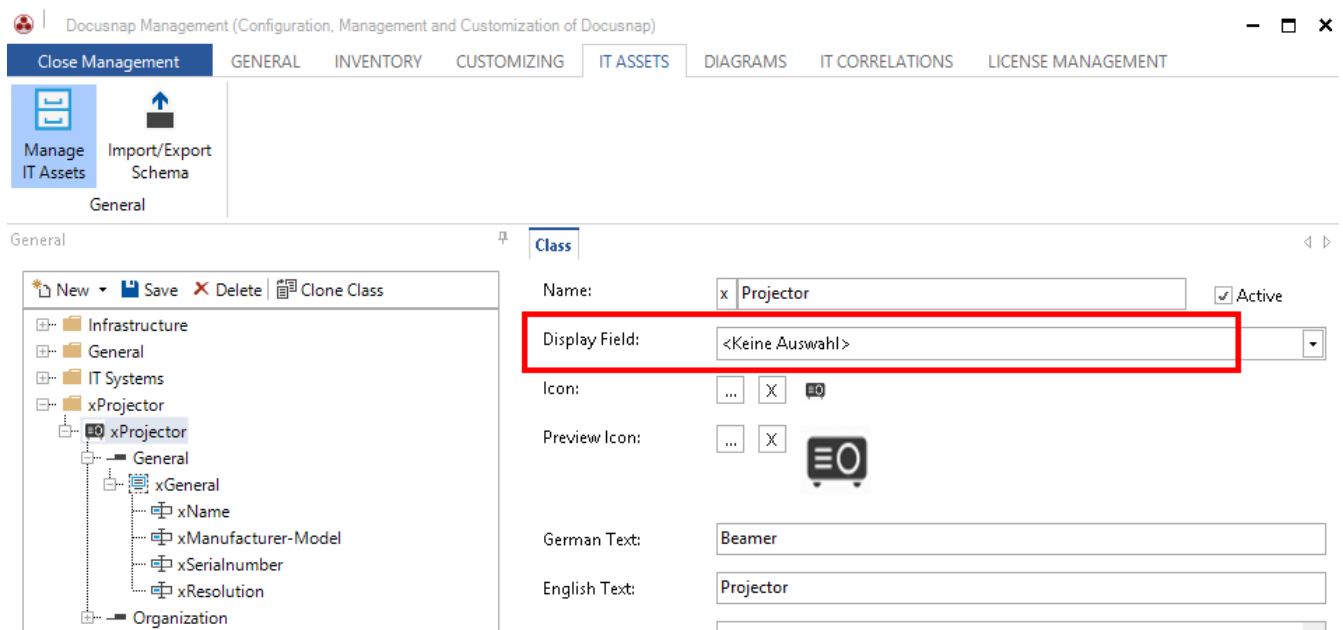 Docusnap Management (Configuration, Management and Customization of Docusnap)
Close Management GENERAL INVENTORY CUSTOMIZING IT ASSETS DIAGRAMS IT CORRELATIONS LICENSE MANAGEMENT
Manage IT Assets
Import/Export Schema
General
General
New Save Delete Clone Class
Infrastructure
General
IT Systems
xProjector
xProjector
General
xGeneral
xName
xManufacturer-Model
xSerialnumber
xResolution
Organization
Class
Name: x Projector Active
Display Field: <Keine Auswahl>
Icon: ... X
Preview Icon: ... X
German Text: Beamer
English Text: Projector